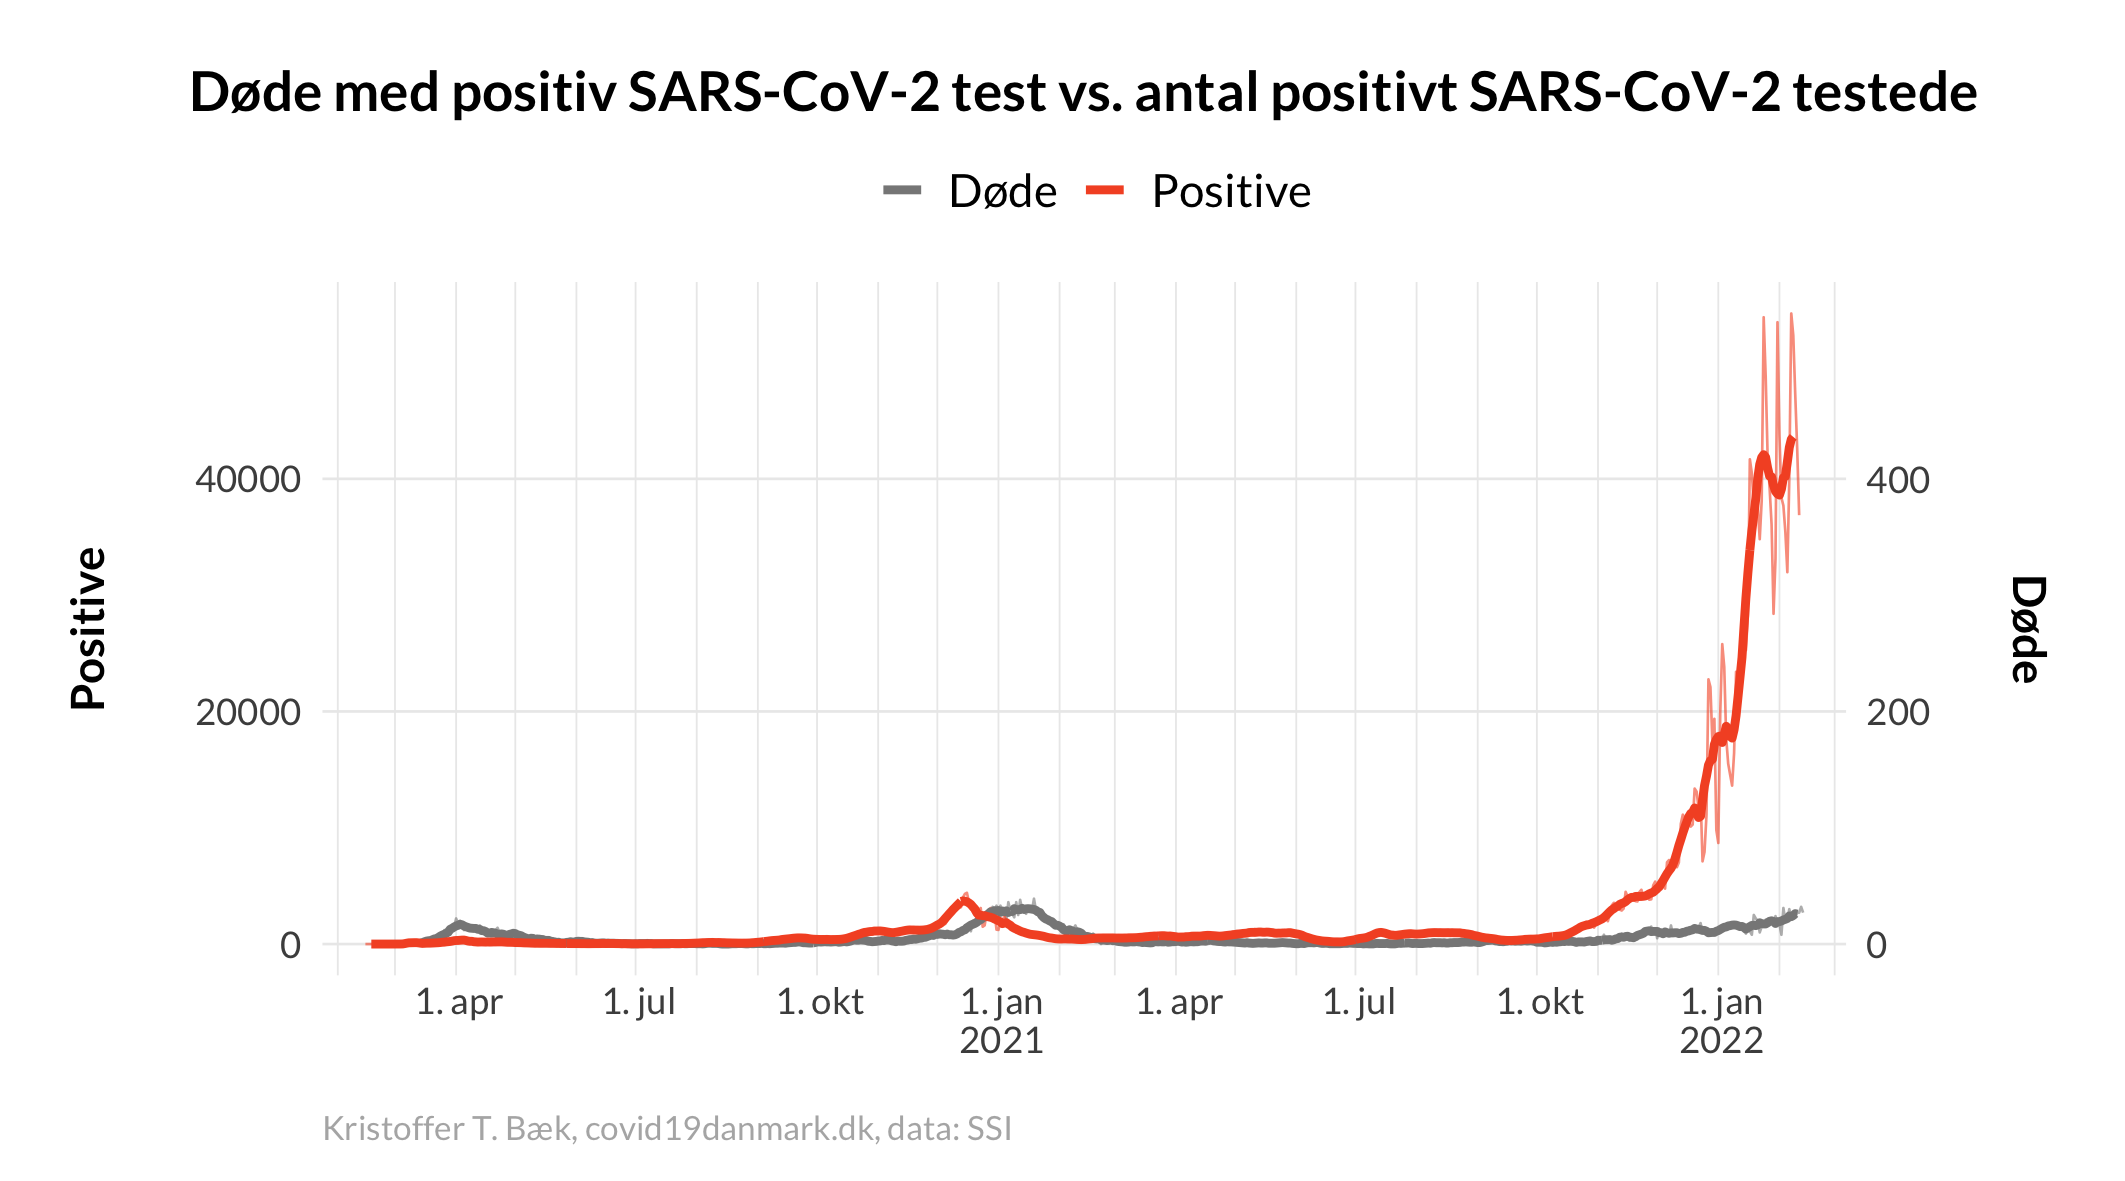 Døde med positiv SARS-CoV-2 test vs. antal positivt SARS-CoV-2 testede
Døde Positive
Positive
40000
20000
0
400
200
0
Døde
1. apr 1. jul 1. okt 1. jan 1. apr 1. jul 1. okt 1. jan
2021 2022
Kristoffer T. Bæk, covid19danmark.dk, data: SSI